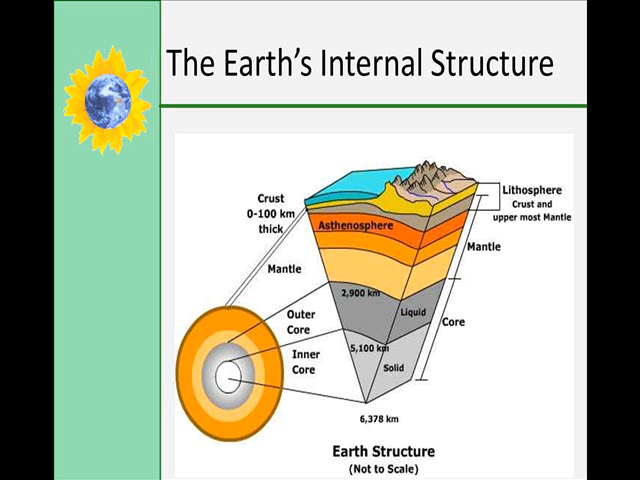 The Earth's Internal Structure
Crust
0-100 km
thick
Lithosphere
Crust and
upper most Mantle
Asthenosphere
Mantle
Mantle
2,900 km
Outer
Core
Liquid
Core
5,100 km
Inner
Core
Solid
6,378 km
Earth Structure
(Not to Scale)